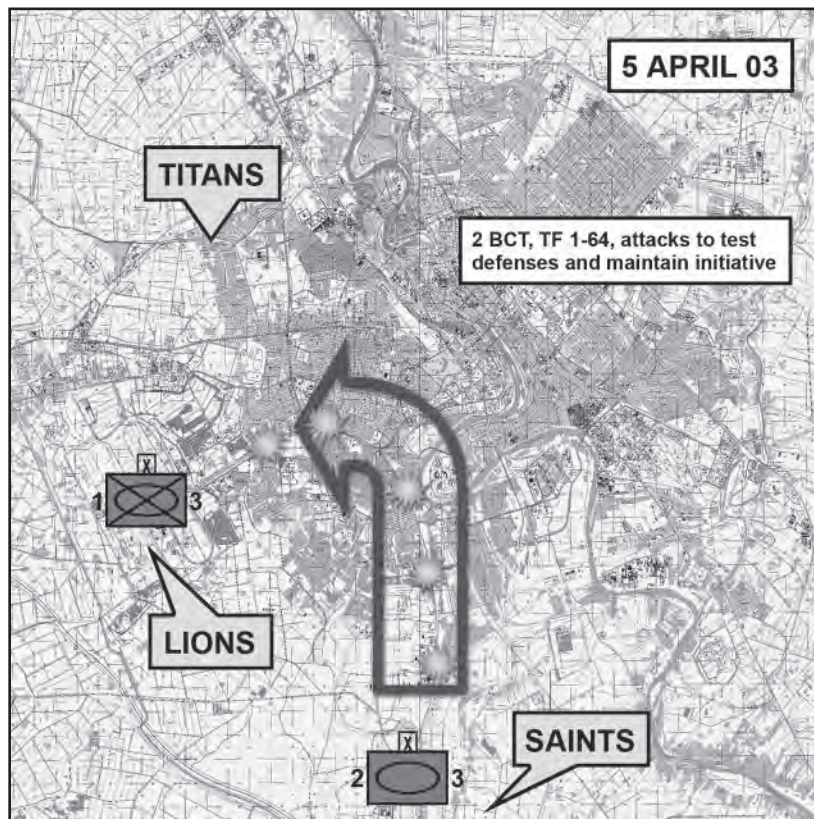 5 APRIL 03
TITANS
2 BCT, TF 1-64, attacks to test
defenses and maintain initiative
X
1 3
LIONS
SAINTS
X
2 3